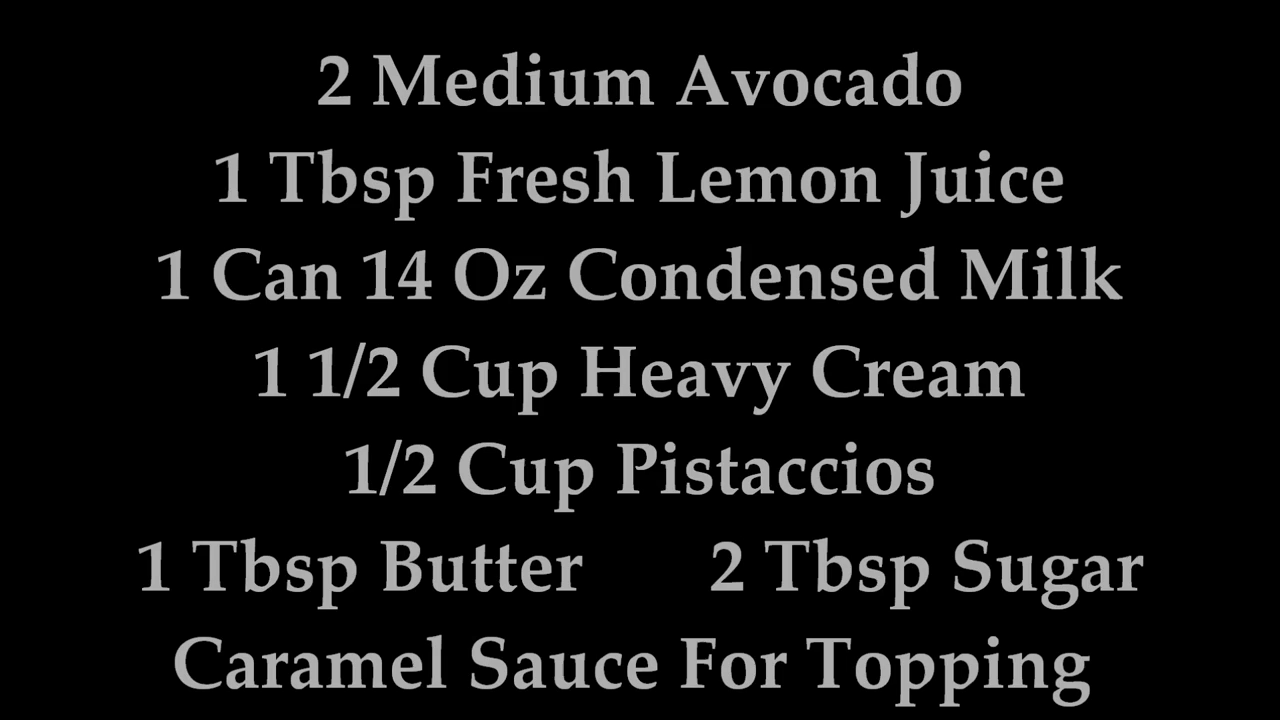 2 Medium Avocado
1 Tbsp Fresh Lemon Juice
1 Can 14 Oz Condensed Milk
1 1/2 Cup Heavy Cream
1/2 Cup Pistaccios
1 Tbsp Butter 2 Tbsp Sugar
Caramel Sauce For Topping